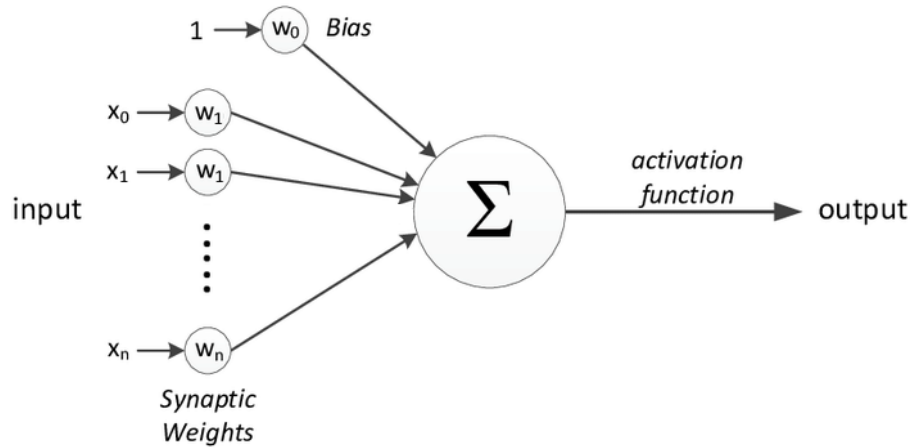 1 w₀ Bias
x₀ w₁
x₁ w₁
activation
function
input
Σ
output
xₙ wₙ
Synaptic
Weights